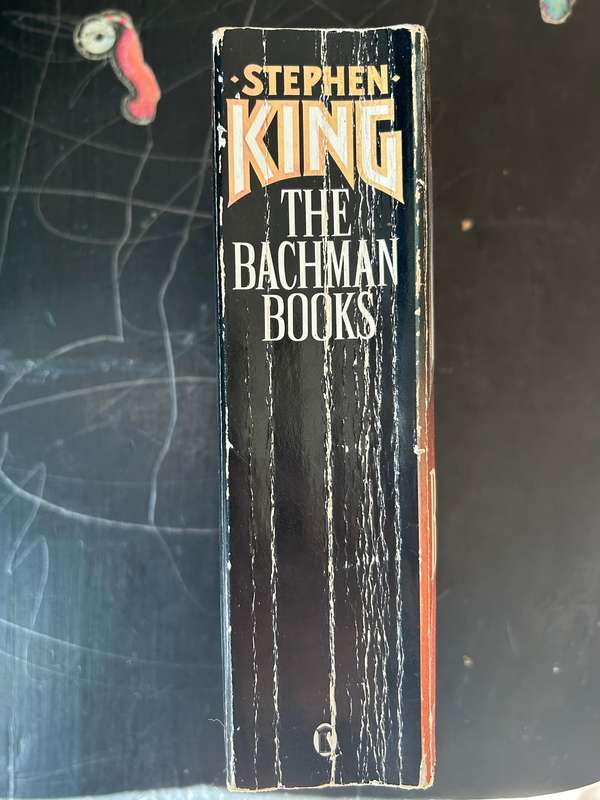 ·STEPHEN·
KING
THE
BACHMAN
BOOKS